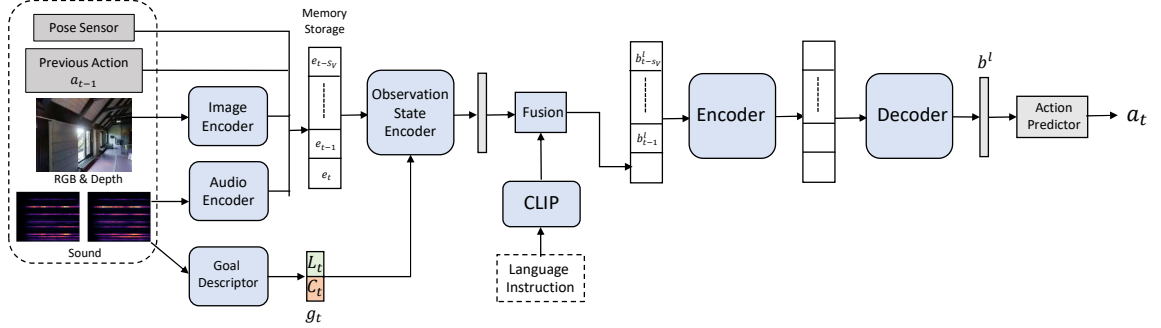 Pose Sensor
Previous Action
a_{t-1}
RGB & Depth
Sound
Image
Encoder
Audio
Encoder
Goal
Descriptor
L_t
C_t
g_t
Memory
Storage
e_{t-s_V}
e_{t-1}
e_t
Observation
State
Encoder
Fusion
CLIP
Language
Instruction
b^l_{t-s_V}
b^l_{t-1}
Encoder
Decoder
b^l
Action
Predictor
a_t